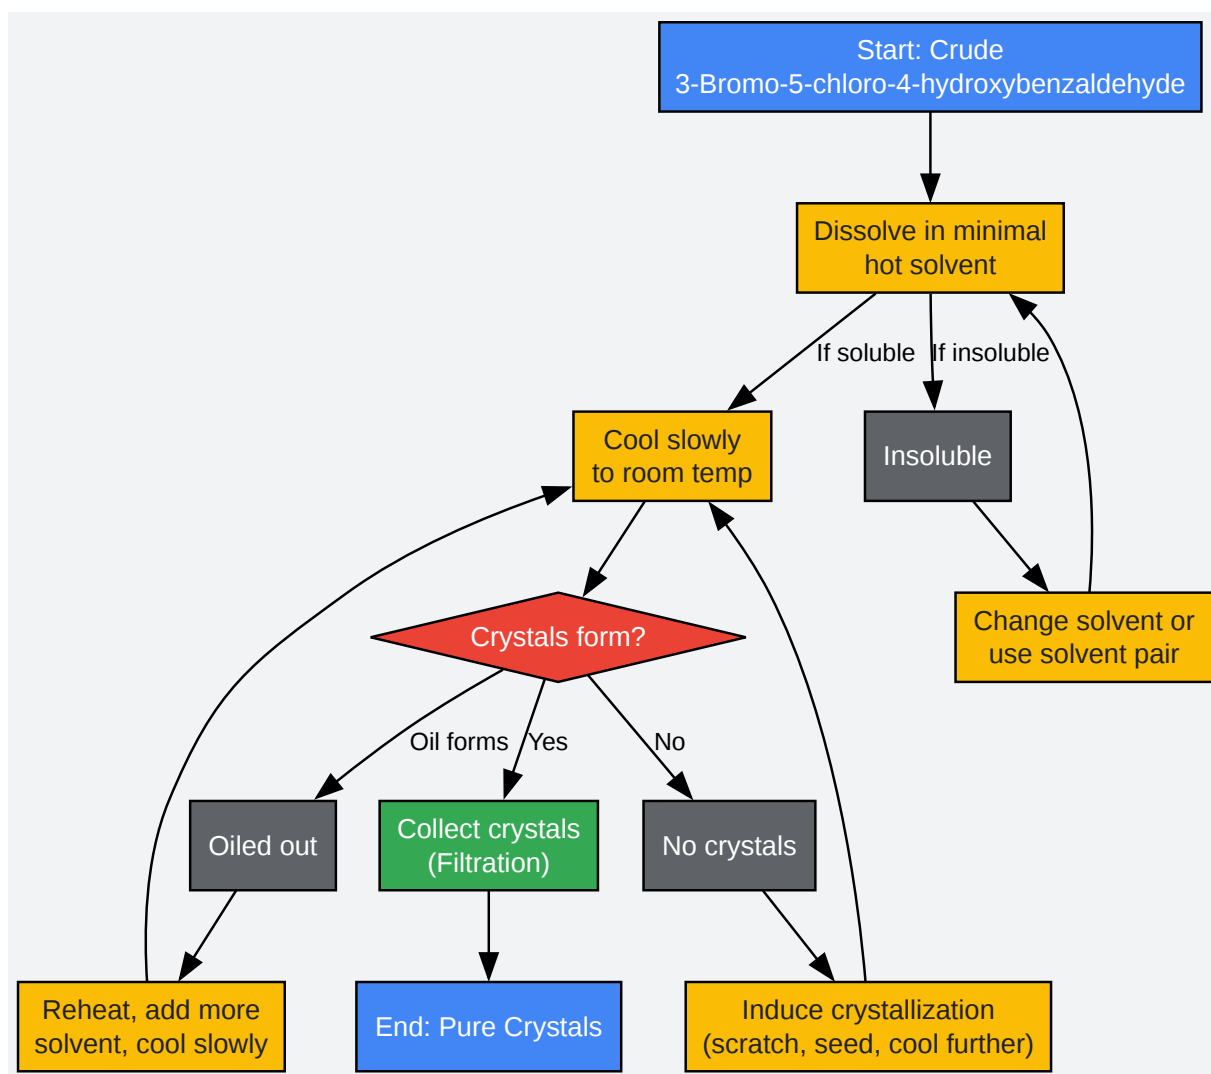 Start: Crude
3-Bromo-5-chloro-4-hydroxybenzaldehyde
Dissolve in minimal
hot solvent
If soluble
If insoluble
Cool slowly
to room temp
Insoluble
Crystals form?
Change solvent or
use solvent pair
Oil forms
Yes
No
Oiled out
Collect crystals
(Filtration)
No crystals
Reheat, add more
solvent, cool slowly
End: Pure Crystals
Induce crystallization
(scratch, seed, cool further)